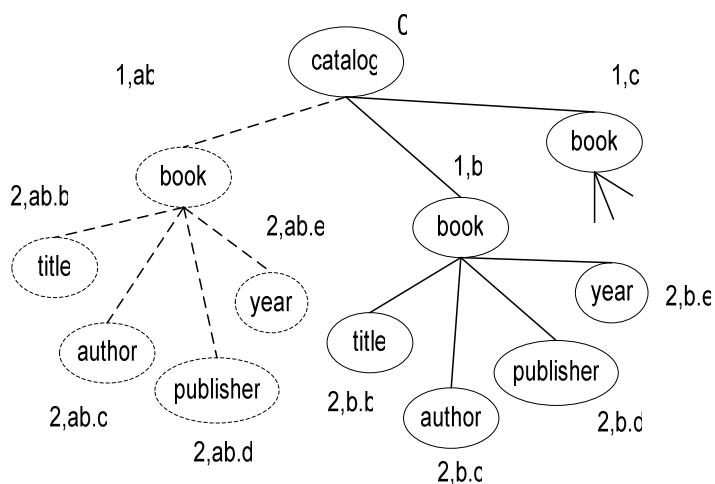 0
catalog
1,ab
1,c
book
book
1,b
2,ab.b
2,ab.e
book
title
year
year
2,b.e
author
title
publisher
publisher
2,b.b
2,ab.c
author
2,b.d
2,ab.d
2,b.c